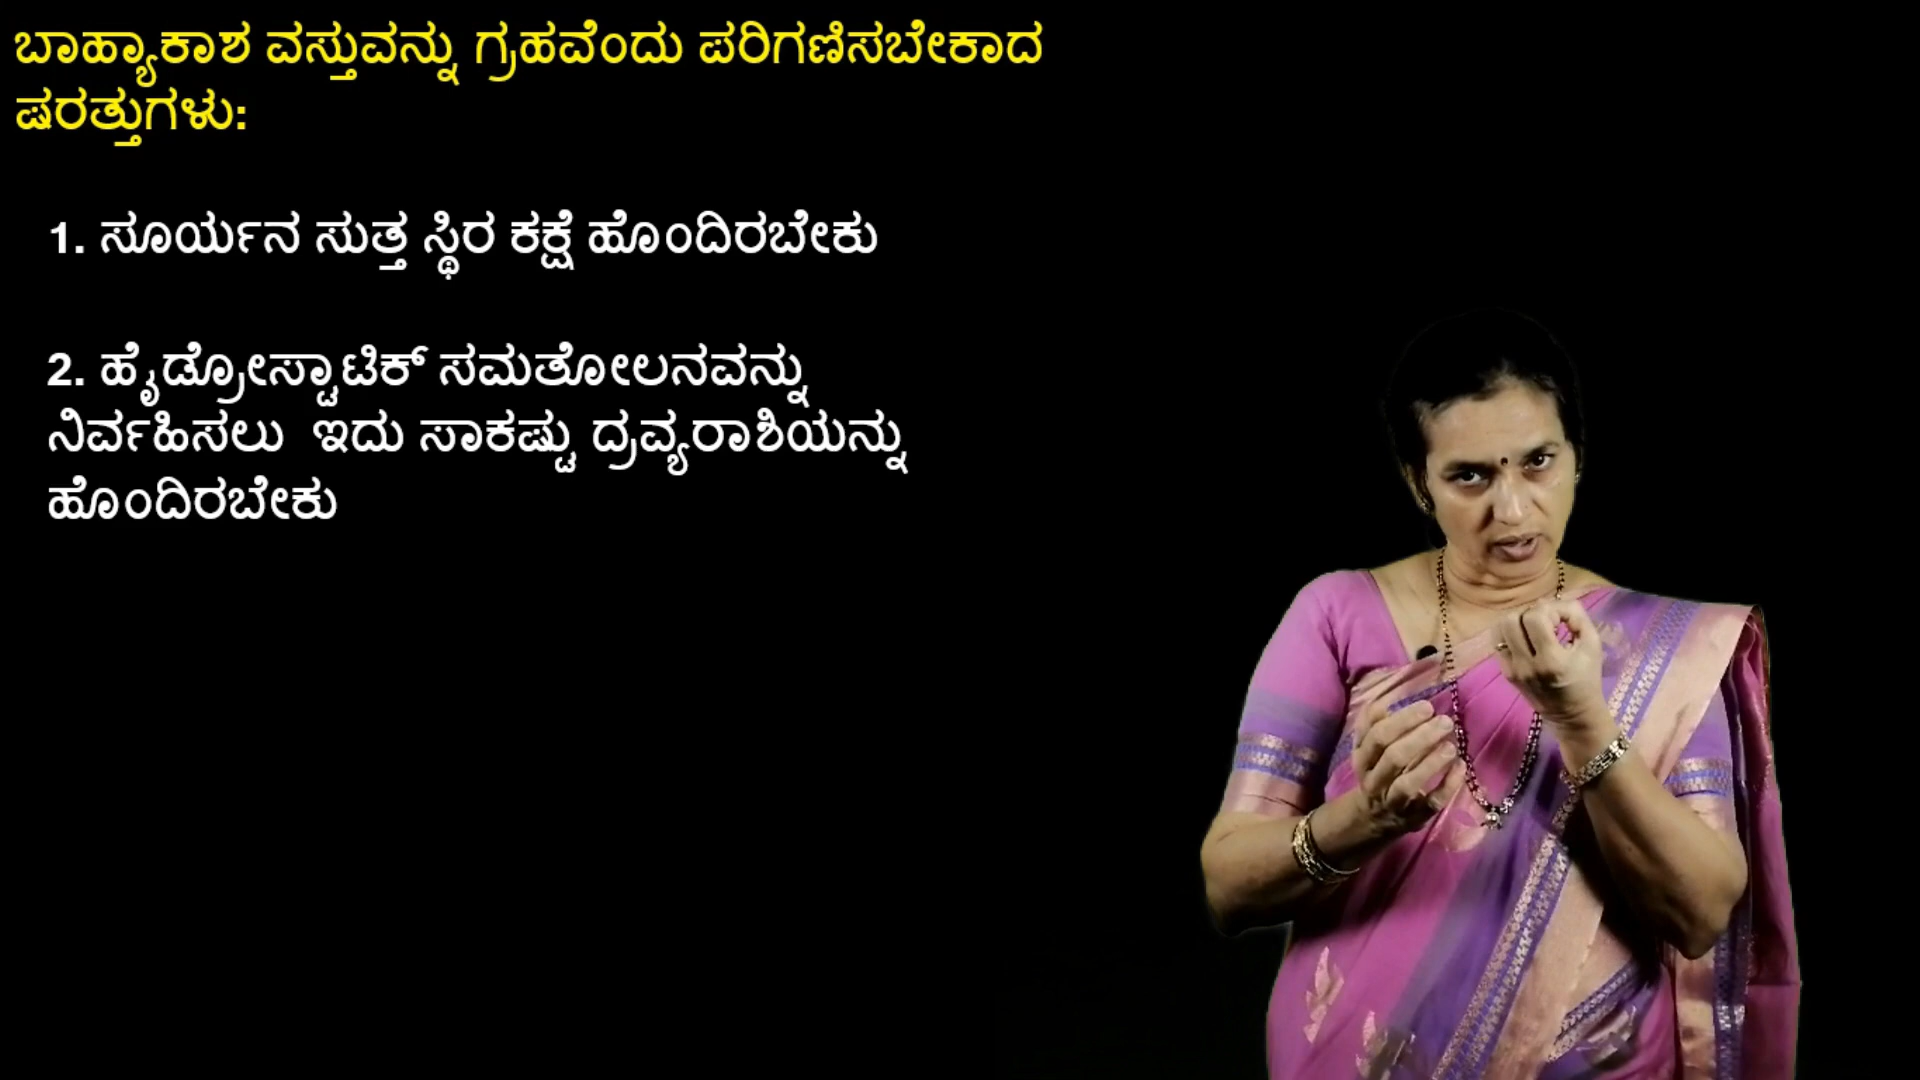 ಬಾಹ್ಯಾಕಾಶ ವಸ್ತುವನ್ನು ಗ್ರಹವೆಂದು ಪರಿಗಣಿಸಬೇಕಾದ
ಷರತ್ತುಗಳು:
1. ಸೂರ್ಯನ ಸುತ್ತ ಸ್ಥಿರ ಕಕ್ಷೆ ಹೊಂದಿರಬೇಕು
2. ಹೈಡ್ರೋಸ್ಟಾಟಿಕ್ ಸಮತೋಲನವನ್ನು
ನಿರ್ವಹಿಸಲು ಇದು ಸಾಕಷ್ಟು ದ್ರವ್ಯರಾಶಿಯನ್ನು
ಹೊಂದಿರಬೇಕು